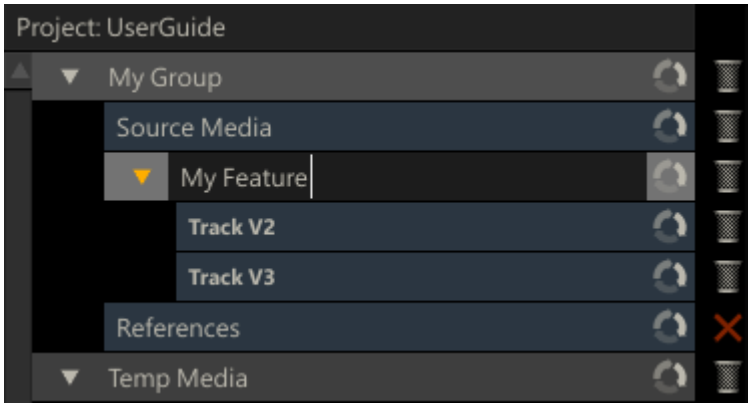 Project: UserGuide
My Group
Source Media
My Feature
Track V2
Track V3
References
Temp Media